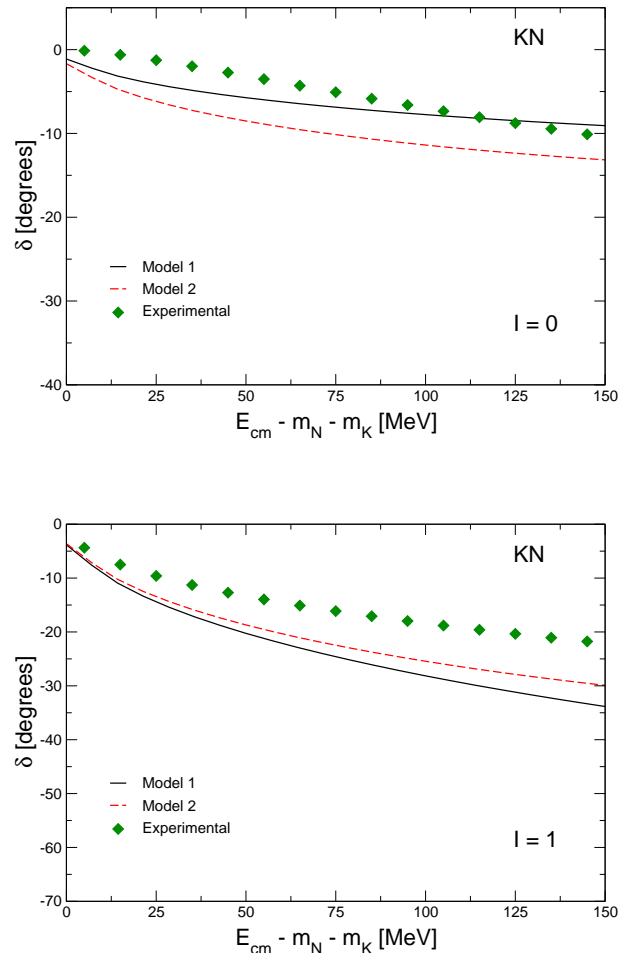 0
KN
-10
δ [degrees]
-20
Model 1
Model 2
Experimental
-30
I = 0
-40
0 25 50 75 100 125 150
E_cm - m_N - m_K [MeV]
0
KN
-10
-20
δ [degrees]
-30
-40
Model 1
-50
Model 2
Experimental
I = 1
-60
-70
0 25 50 75 100 125 150
E_cm - m_N - m_K [MeV]